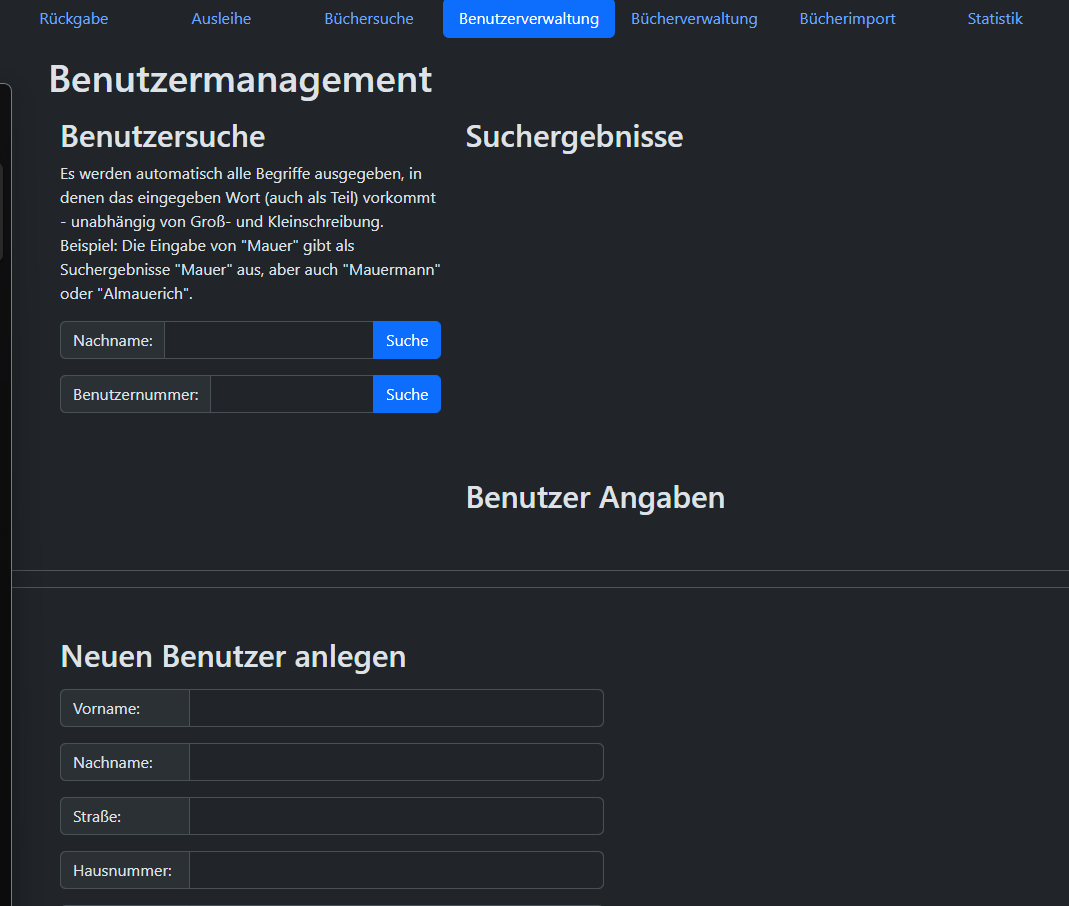 Rückgabe
Ausleihe
Büchersuche
Benutzerverwaltung
Bücherverwaltung
Bücherimport
Statistik
Benutzermanagement
Benutzersuche
Es werden automatisch alle Begriffe ausgegeben, in
denen das eingegeben Wort (auch als Teil) vorkommt
- unabhängig von Groß- und Kleinschreibung.
Beispiel: Die Eingabe von "Mauer" gibt als
Suchergebnisse "Mauer" aus, aber auch "Mauermann"
oder "Almauerich".
Nachname:
Suche
Benutzernummer:
Suche
Suchergebnisse
Benutzer Angaben
Neuen Benutzer anlegen
Vorname:
Nachname:
Straße:
Hausnummer: